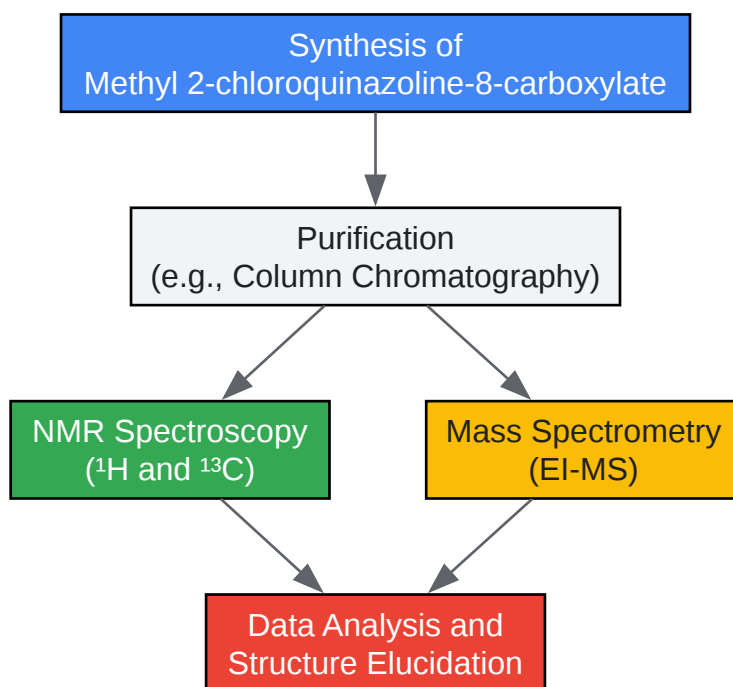 Synthesis of
Methyl 2-chloroquinazoline-8-carboxylate
Purification
(e.g., Column Chromatography)
NMR Spectroscopy
(¹H and ¹³C)
Mass Spectrometry
(EI-MS)
Data Analysis and
Structure Elucidation